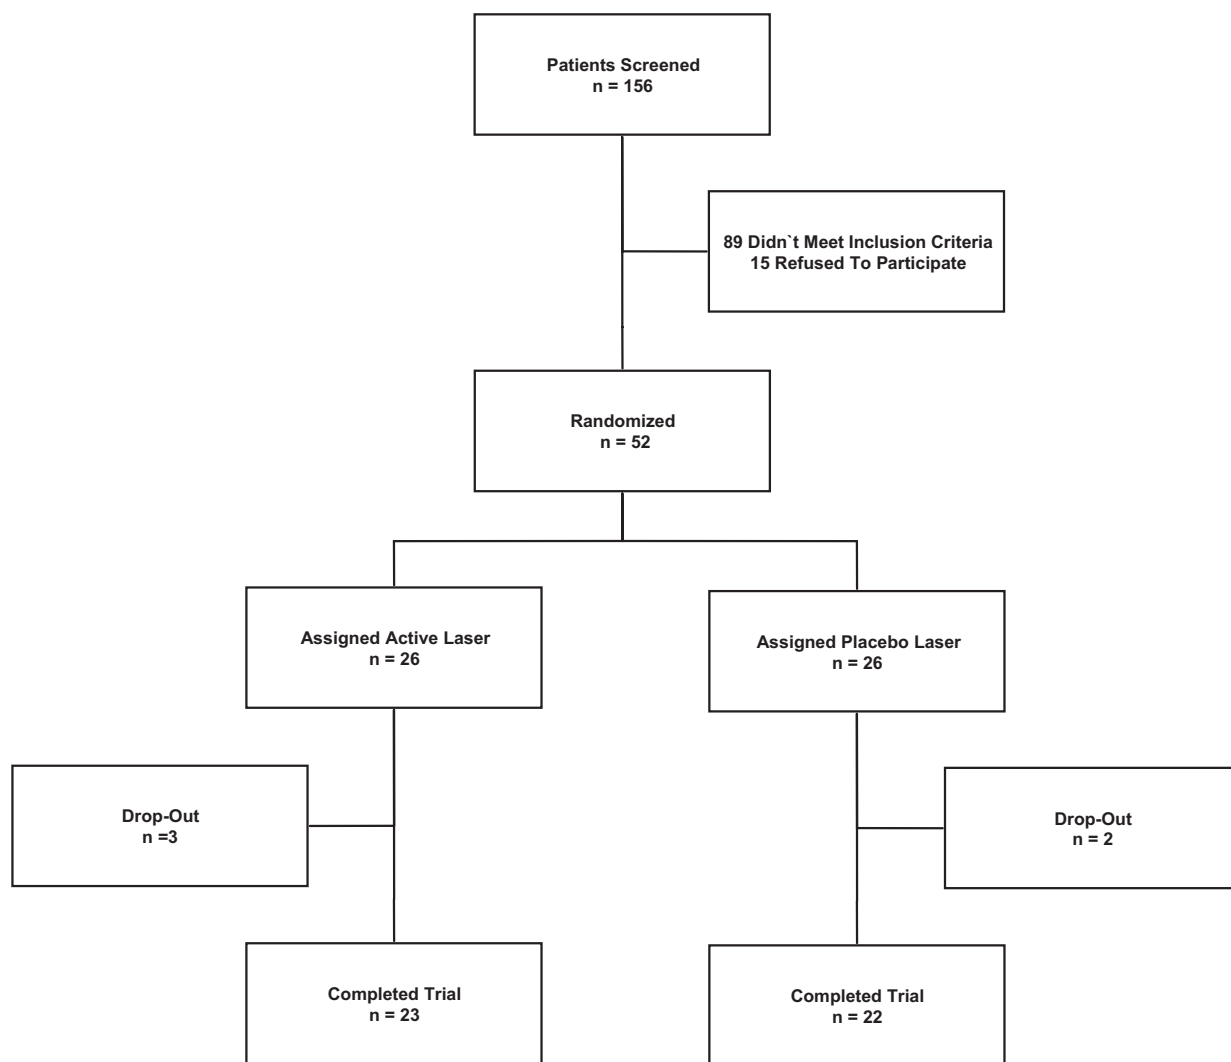 Patients Screened
n = 156
89 Didn`t Meet Inclusion Criteria
15 Refused To Participate
Randomized
n = 52
Assigned Active Laser
n = 26
Assigned Placebo Laser
n = 26
Drop-Out
n =3
Drop-Out
n = 2
Completed Trial
n = 23
Completed Trial
n = 22